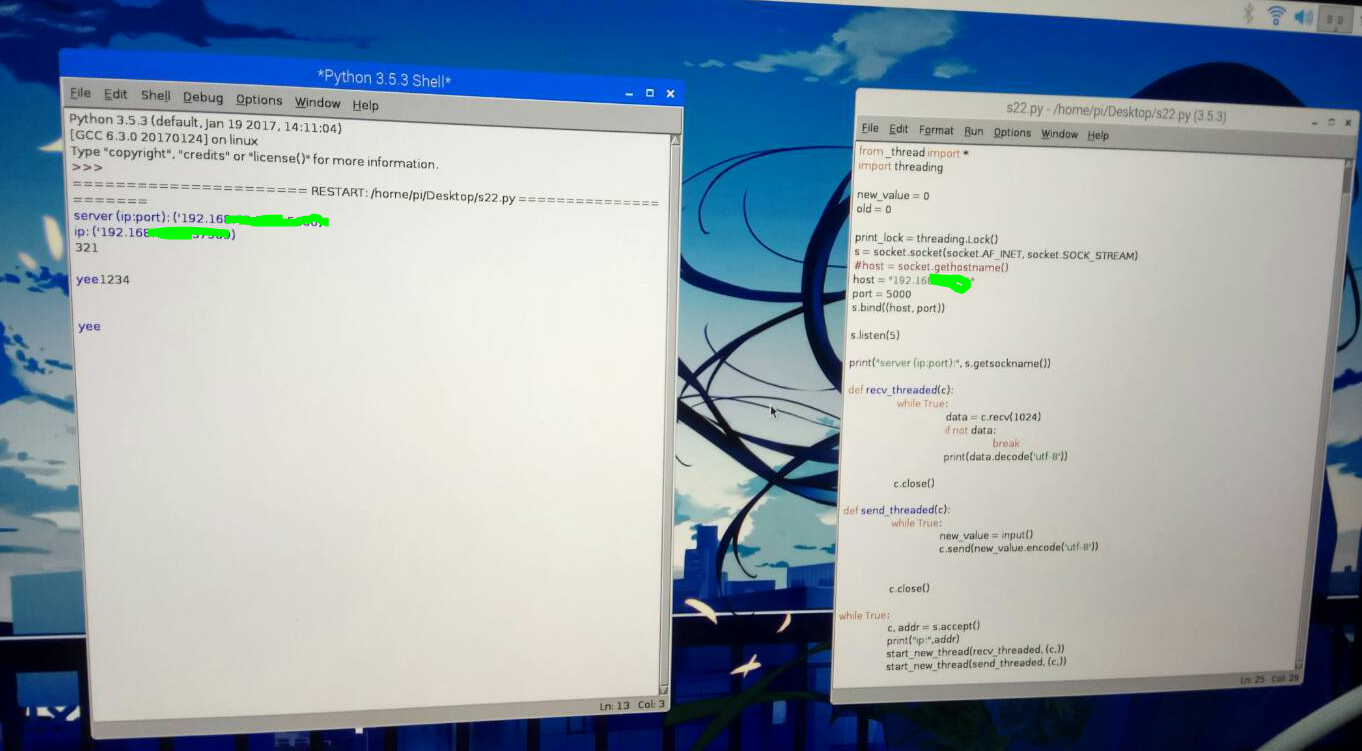 *Python 3.5.3 Shell*
File Edit Shell Debug Options Window Help
Python 3.5.3 (default, Jan 19 2017, 14:11:04)
[GCC 6.3.0 20170124] on linux
Type "copyright", "credits" or "license()" for more information.
>>>
====================== RESTART: /home/pi/Desktop/s22.py ===============
=======
server (ip:port): ('192.16
ip: ('192.168
321
yee1234
yee
Ln: 13 Col: 3
s22.py - /home/pi/Desktop/s22.py (3.5.3)
File Edit Format Run Options Window Help
from _thread import *
import threading
new_value = 0
old = 0
print_lock = threading.Lock()
s = socket.socket(socket.AF_INET, socket.SOCK_STREAM)
#host = socket.gethostname()
host = "192.16
port = 5000
s.bind((host, port))
s.listen(5)
print("server (ip:port):", s.getsockname())
def recv_threaded(c):
while True:
data = c.recv(1024)
if not data:
break
print(data.decode('utf-8'))
c.close()
def send_threaded(c):
while True:
new_value = input()
c.send(new_value.encode('utf-8'))
c.close()
while True:
c, addr = s.accept()
print("ip:",addr)
start_new_thread(recv_threaded, (c,))
start_new_thread(send_threaded, (c,))
Ln: 25 Col: 29